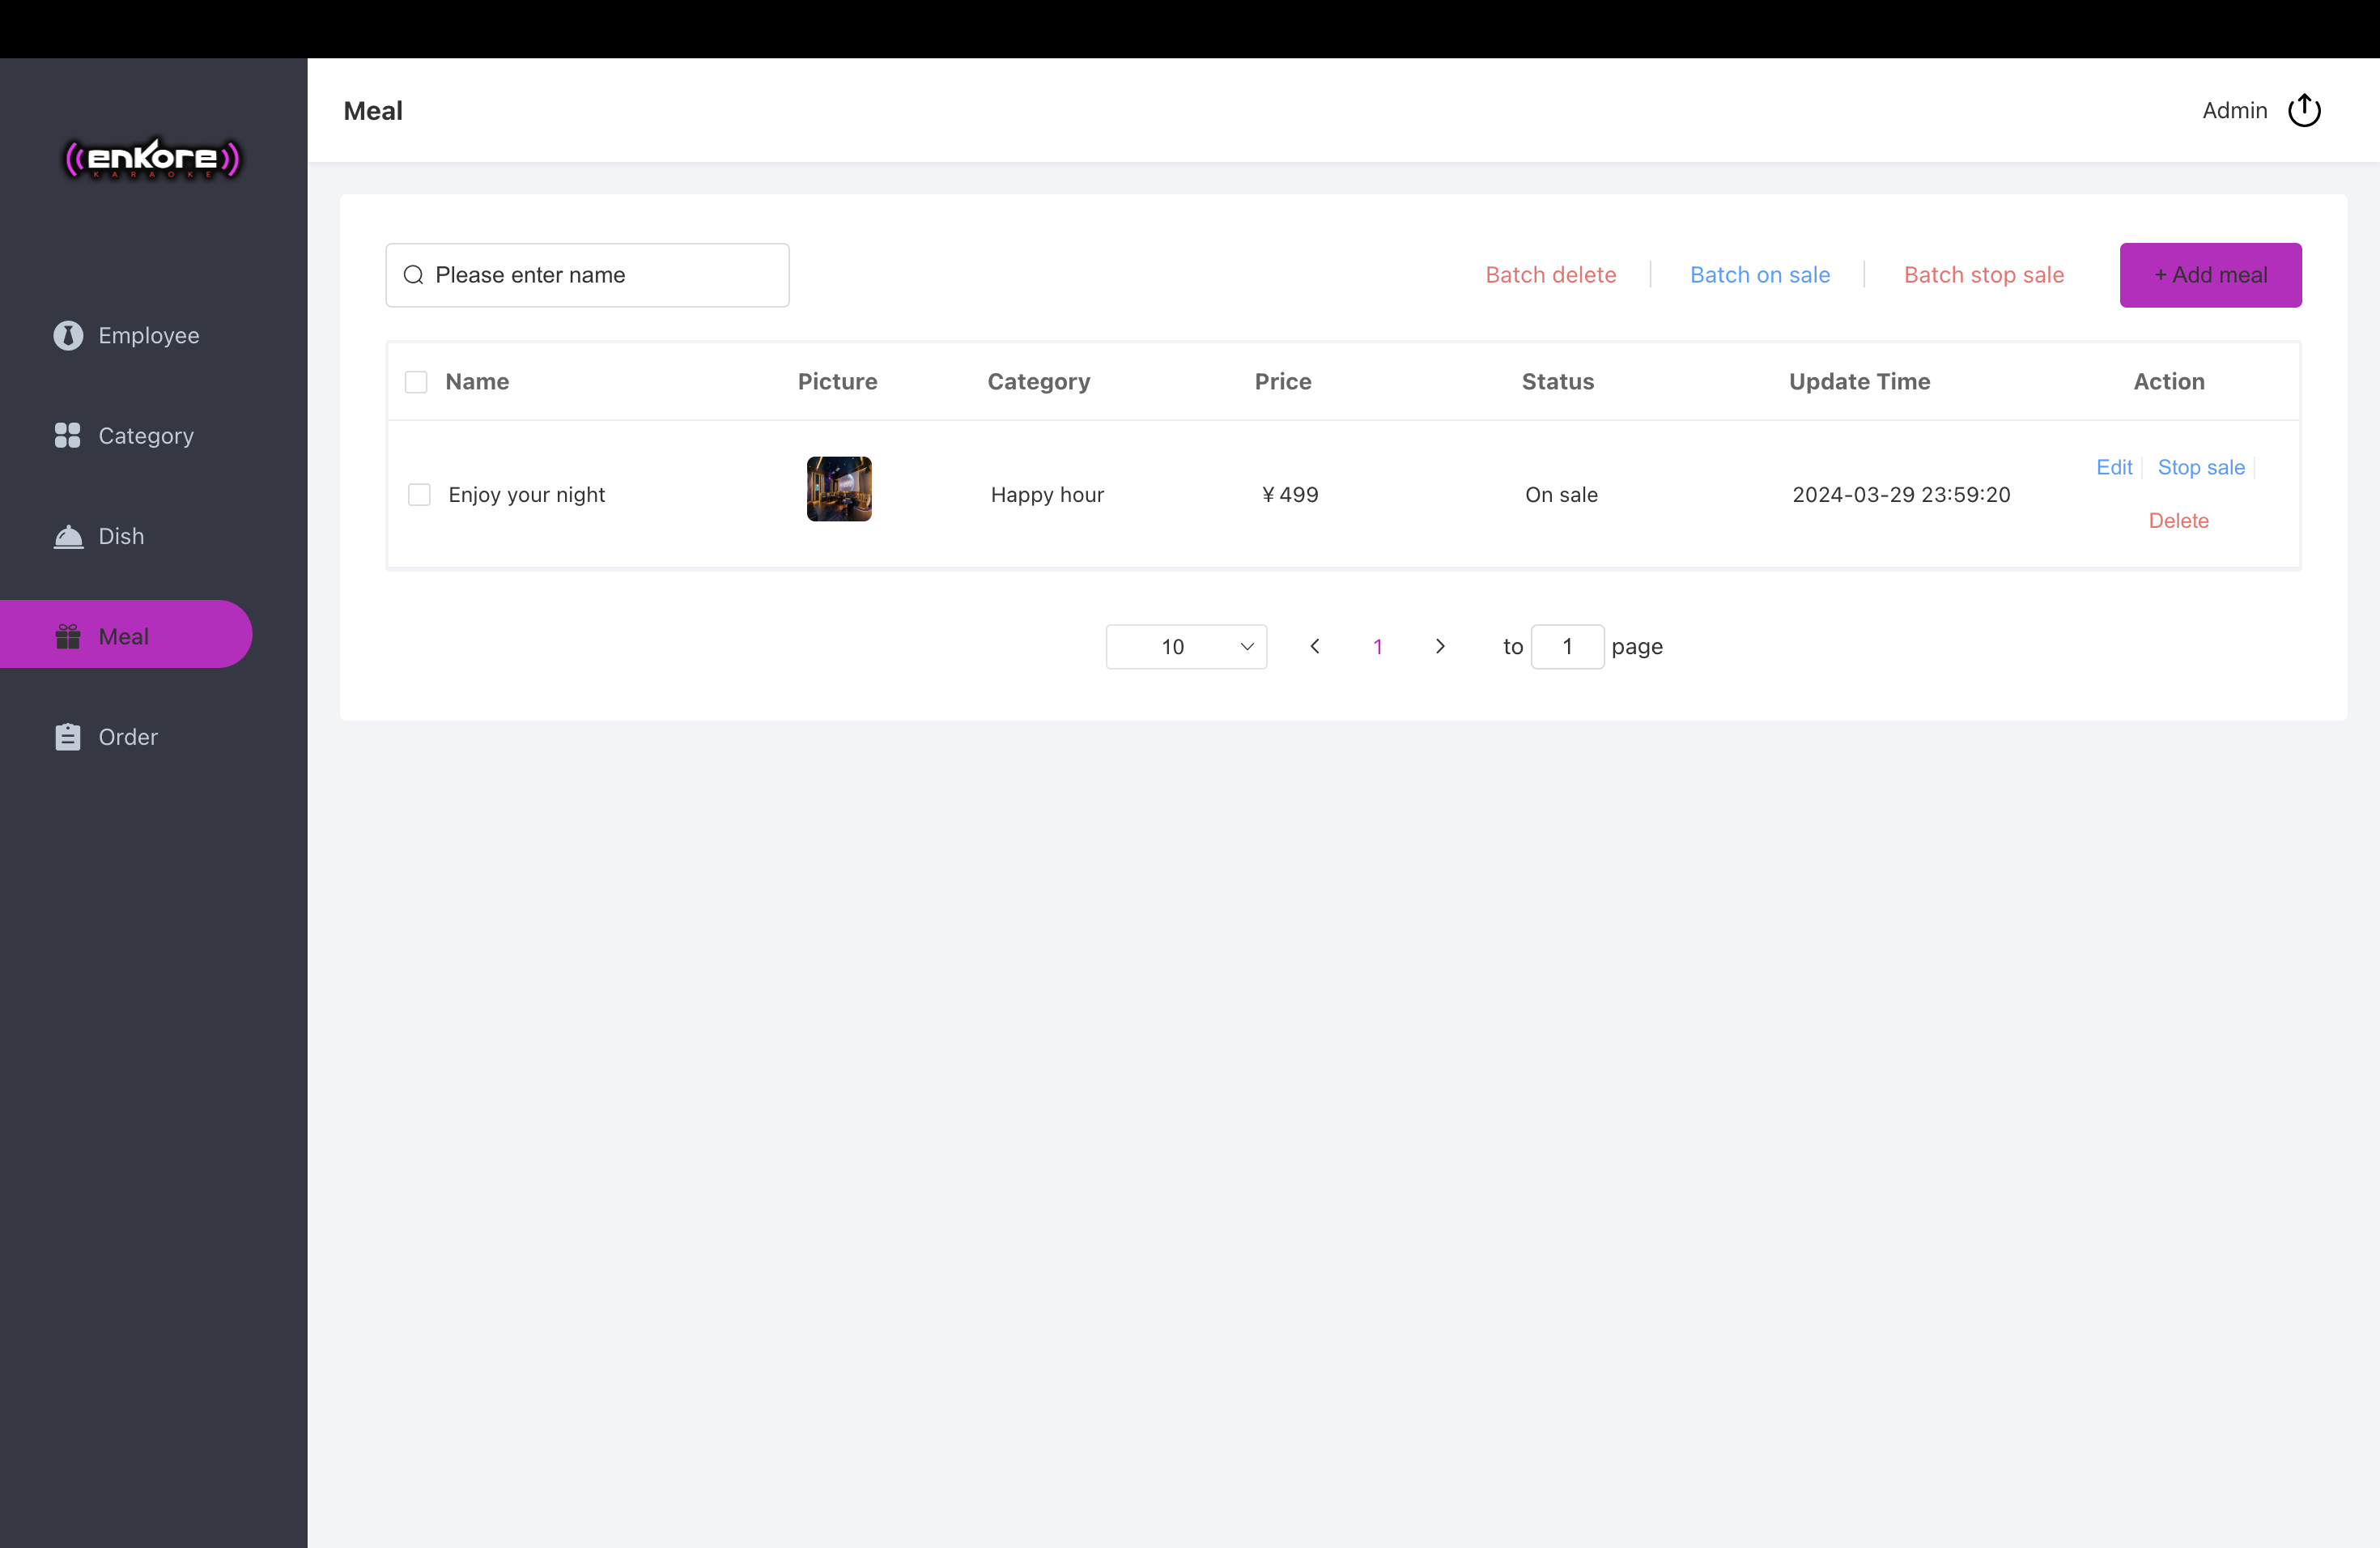 enkore
KARAOKE
Employee
Category
Dish
Meal
Order
Meal
Admin
Please enter name
Batch delete
Batch on sale
Batch stop sale
+ Add meal
Name Picture Category Price Status Update Time Action
Enjoy your night Happy hour ¥ 499 On sale 2024-03-29 23:59:20 Edit Stop sale
Delete
10 1 to 1 page